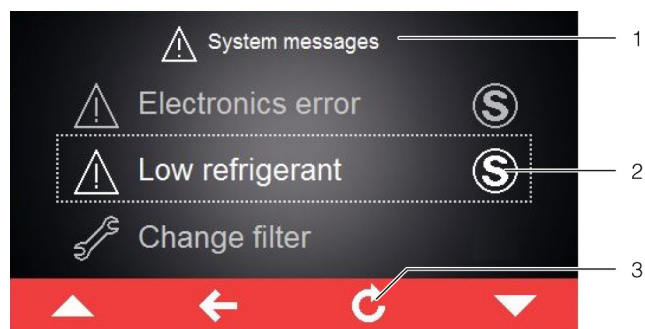 System messages
1
Electronics error
S
Low refrigerant
S
2
Change filter
3